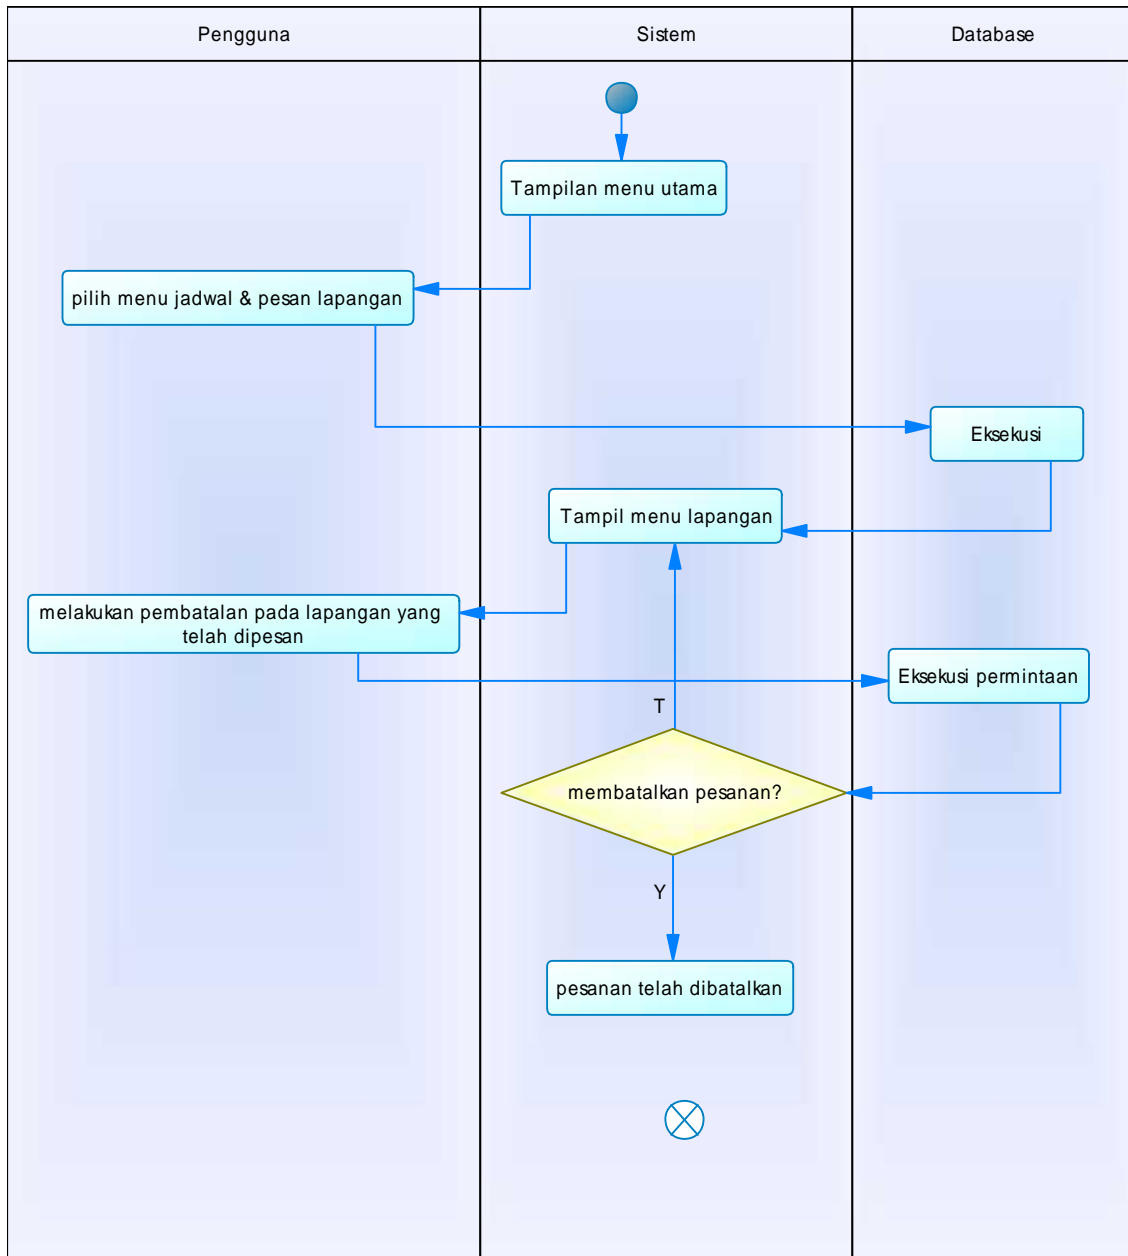 Pengguna
Sistem
Database
Tampilan menu utama
pilih menu jadwal & pesan lapangan
Eksekusi
Tampil menu lapangan
melakukan pembatalan pada lapangan yang
telah dipesan
Eksekusi permintaan
T
membatalkan pesanan?
Y
pesanan telah dibatalkan